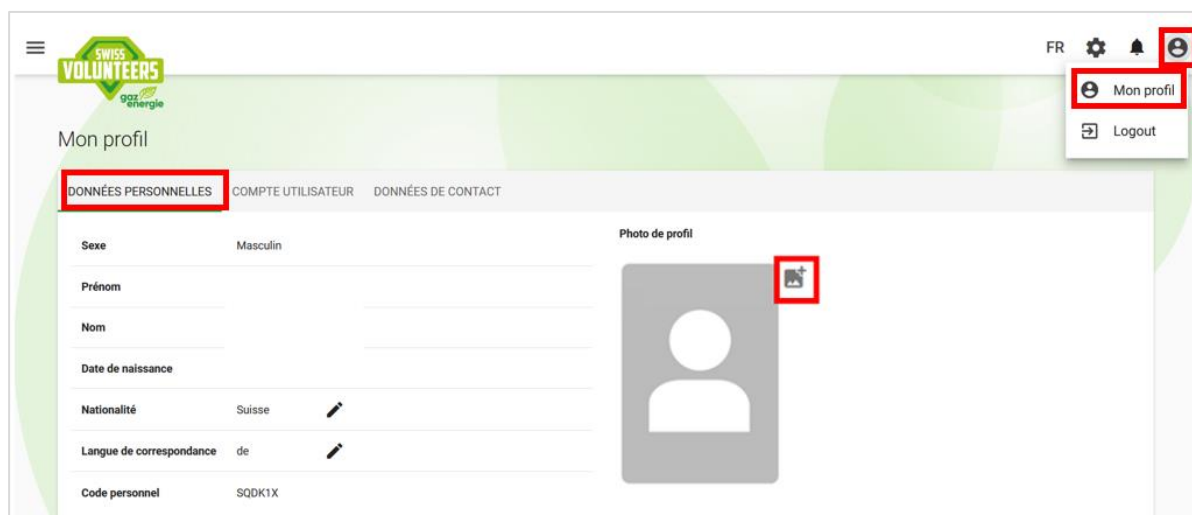 FR
SWISS
VOLUNTEERS
gaz
energie
Mon profil
Logout
Mon profil
DONNÉES PERSONNELLES COMPTE UTILISATEUR DONNÉES DE CONTACT
Sexe Masculin
Prénom
Nom
Date de naissance
Nationalité Suisse
Langue de correspondance de
Code personnel SQDK1X
Photo de profil